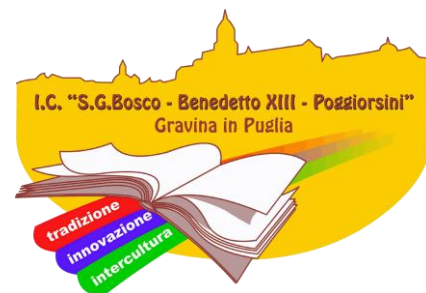 I.C. “S.G.Bosco - Benedetto XIII - Poggiorsini”
Gravina in Puglia
tradizione
innovazione
intercultura